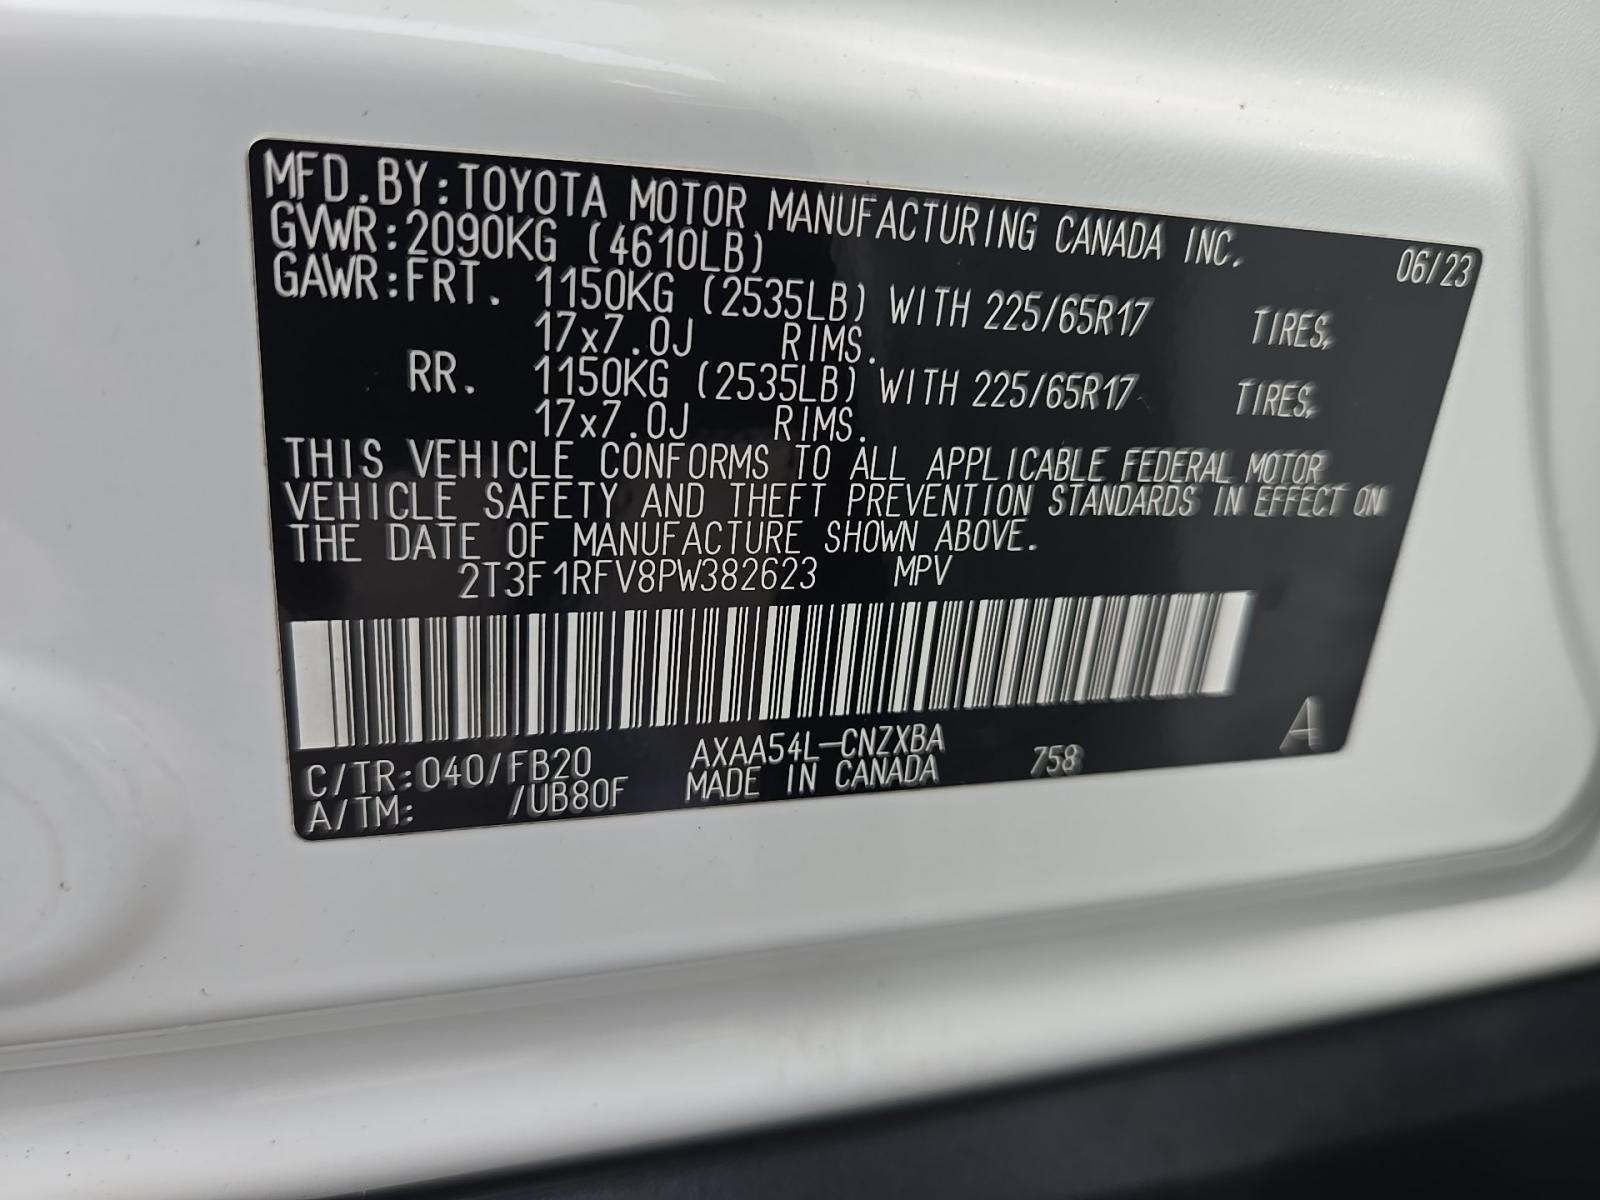 MFD.BY:TOYOTA MOTOR MANUFACTURING CANADA INC. 06/23
GVWR:2090KG (4610LB)
GAWR:FRT. 1150KG (2535LB) WITH 225/65R17 TIRES,
17x7.0J RIMS.
RR. 1150KG (2535LB) WITH 225/65R17 TIRES,
17x7.0J RIMS.
THIS VEHICLE CONFORMS TO ALL APPLICABLE FEDERAL MOTOR
VEHICLE SAFETY AND THEFT PREVENTION STANDARDS IN EFFECT ON
THE DATE OF MANUFACTURE SHOWN ABOVE.
2T3F1RFV8PW382623 MPV
C/TR:040/FB20 AXAA54L-CNZXBA 758 A
A/TM: /UB80F MADE IN CANADA